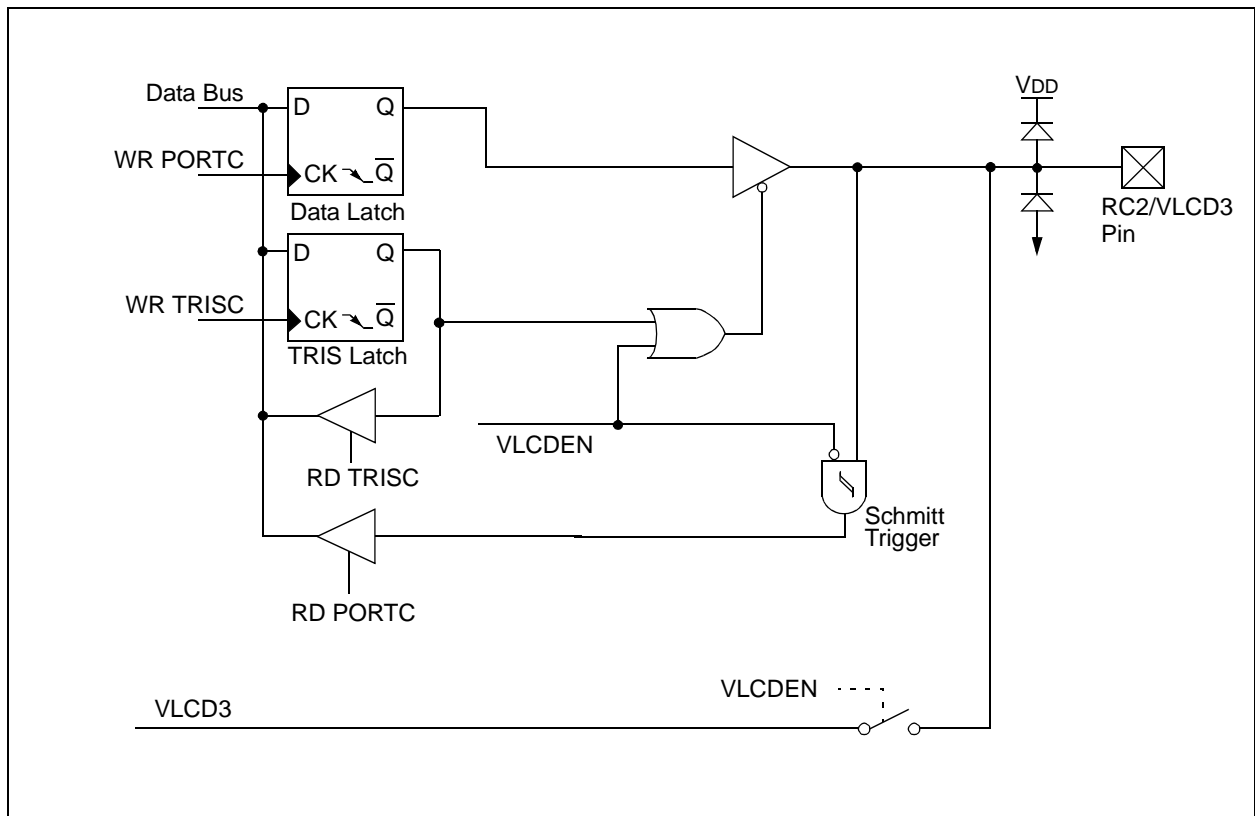 Data Bus
D
Q
WR PORTC
CK
Q̅
Data Latch
VDD
RC2/VLCD3
Pin
D
Q
WR TRISC
CK
Q̅
TRIS Latch
RD TRISC
VLCDEN
Schmitt
Trigger
RD PORTC
VLCD3
VLCDEN